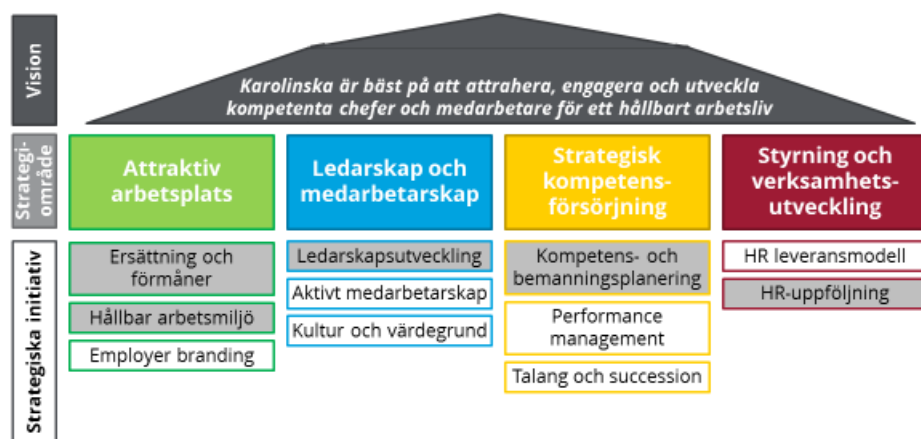 Vision
Karolinska är bäst på att attrahera, engagera och utveckla
kompetenta chefer och medarbetare för ett hållbart arbetsliv
Strategi-
område
Attraktiv
arbetsplats
Ledarskap och
medarbetarskap
Strategisk
kompetens-
försörjning
Styrning och
verksamhets-
utveckling
Strategiska initiativ
Ersättning och
förmåner
Hållbar arbetsmiljö
Employer branding
Ledarskapsutveckling
Aktivt medarbetarskap
Kultur och värdegrund
Kompetens- och
bemanningsplanering
Performance
management
Talang och succession
HR leveransmodell
HR-uppföljning